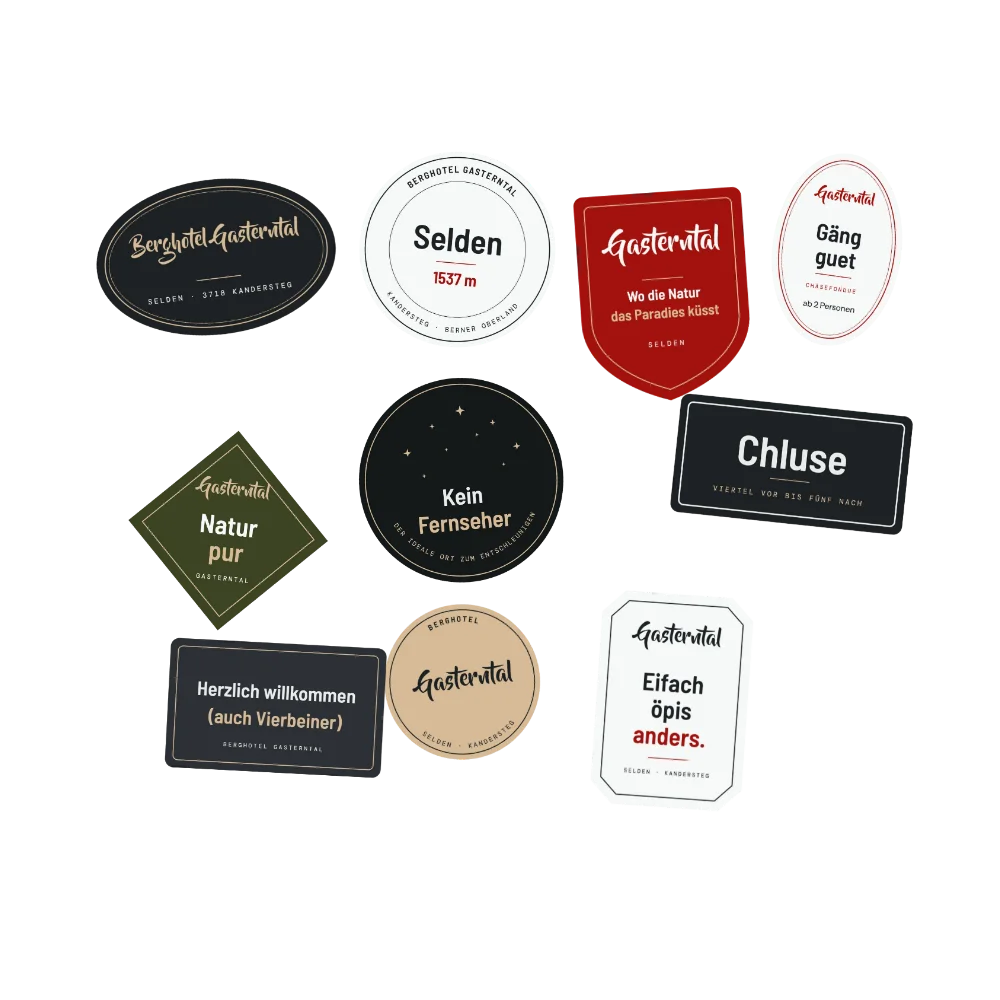 Berghotel Gasterntal
SELDEN · 3718 KANDERSTEG
BERGHOTEL GASTERNTAL
Selden
1537 m
KANDERSTEG · BERNER OBERLAND
Gasterntal
Wo die Natur
das Paradies küsst
SELDEN
Gasterntal
Gäng
guet
CHÄSEFONDUE
ab 2 Personen
Gasterntal
Natur
pur
GASTERNTAL
Kein
Fernseher
DER IDEALE ORT ZUM ENTSCHLEUNIGEN
Chluse
VIERTEL VOR BIS FÜNF NACH
Herzlich willkommen
(auch Vierbeiner)
BERGHOTEL GASTERNTAL
BERGHOTEL
Gasterntal
SELDEN · KANDERSTEG
Gasterntal
Eifach
öpis
anders.
SELDEN · KANDERSTEG